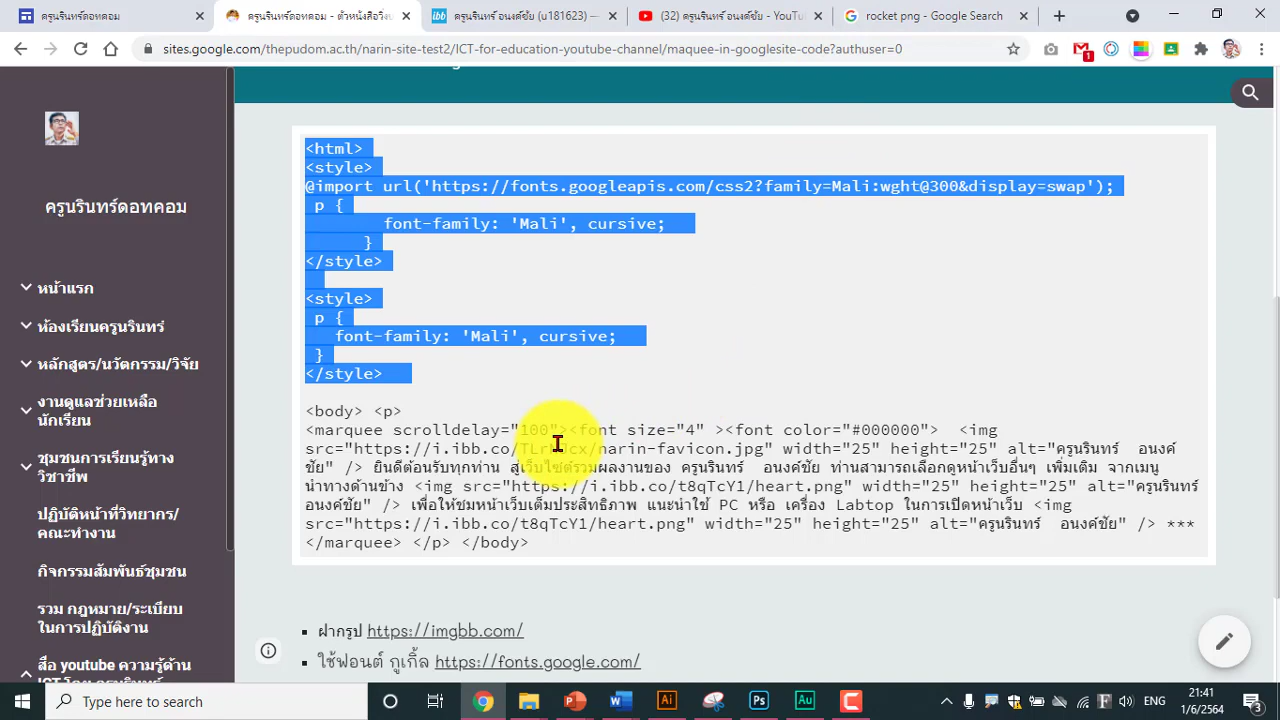 ครูนรินทร์ดอทคอม
ครูนรินทร์ดอทคอม - ตัวหนังสือวิ่งบ
ibb
ครูนรินทร์ อนงค์ชัย (u181623) —
(32) ครูนรินทร์ อนงค์ชัย - YouTu
rocket png - Google Search
sites.google.com/thepudom.ac.th/narin-site-test2/ICT-for-education-youtube-channel/maquee-in-googlesite-code?authuser=0
1
ครูนรินทร์ดอทคอม
หน้าแรก
ห้องเรียนครูนรินทร์
หลักสูตร/นวัตกรรม/วิจัย
งานดูแลช่วยเหลือ
นักเรียน
ชุมชนการเรียนรู้ทาง
วิชาชีพ
ปฏิบัติหน้าที่วิทยากร/
คณะทำงาน
กิจกรรมสัมพันธ์ชุมชน
รวม กฎหมาย/ระเบียบ
ในการปฏิบัติงาน
สื่อ youtube ความรู้ด้าน
<html>
<style>
@import url('https://fonts.googleapis.com/css2?family=Mali:wght@300&display=swap');
p {
font-family: 'Mali', cursive;
}
</style>
<style>
p {
font-family: 'Mali', cursive;
}
</style>
<body> <p>
<marquee scrolldelay="100"><font size="4" ><font color="#000000">  <img
src="https://i.ibb.co/ narin-favicon.jpg" width="25" height="25" alt="ครูนรินทร์  อนงค์
ชัย" /> ยินดีต้อนรับทุกท่าน สู่เว็บไซต์รวมผลงานของ ครูนรินทร์  อนงค์ชัย ท่านสามารถเลือกดูหน้าเว็บอื่นๆ เพิ่มเติม จากเมนู
นำทางด้านข้าง <img src="https://i.ibb.co/t8qTcY1/heart.png" width="25" height="25" alt="ครูนรินทร์
อนงค์ชัย" /> เพื่อให้ชมหน้าเว็บเต็มประสิทธิภาพ แนะนำใช้ PC หรือ เครื่อง Labtop ในการเปิดหน้าเว็บ <img
src="https://i.ibb.co/t8qTcY1/heart.png" width="25" height="25" alt="ครูนรินทร์  อนงค์ชัย" /> ***
</marquee> </p> </body>
ฝากรูป https://imgbb.com/
ใช้ฟอนต์ กูเกิ้ล https://fonts.google.com/
Type here to search
Ai
Ps
Au
ENG
21:41
1/6/2564
3